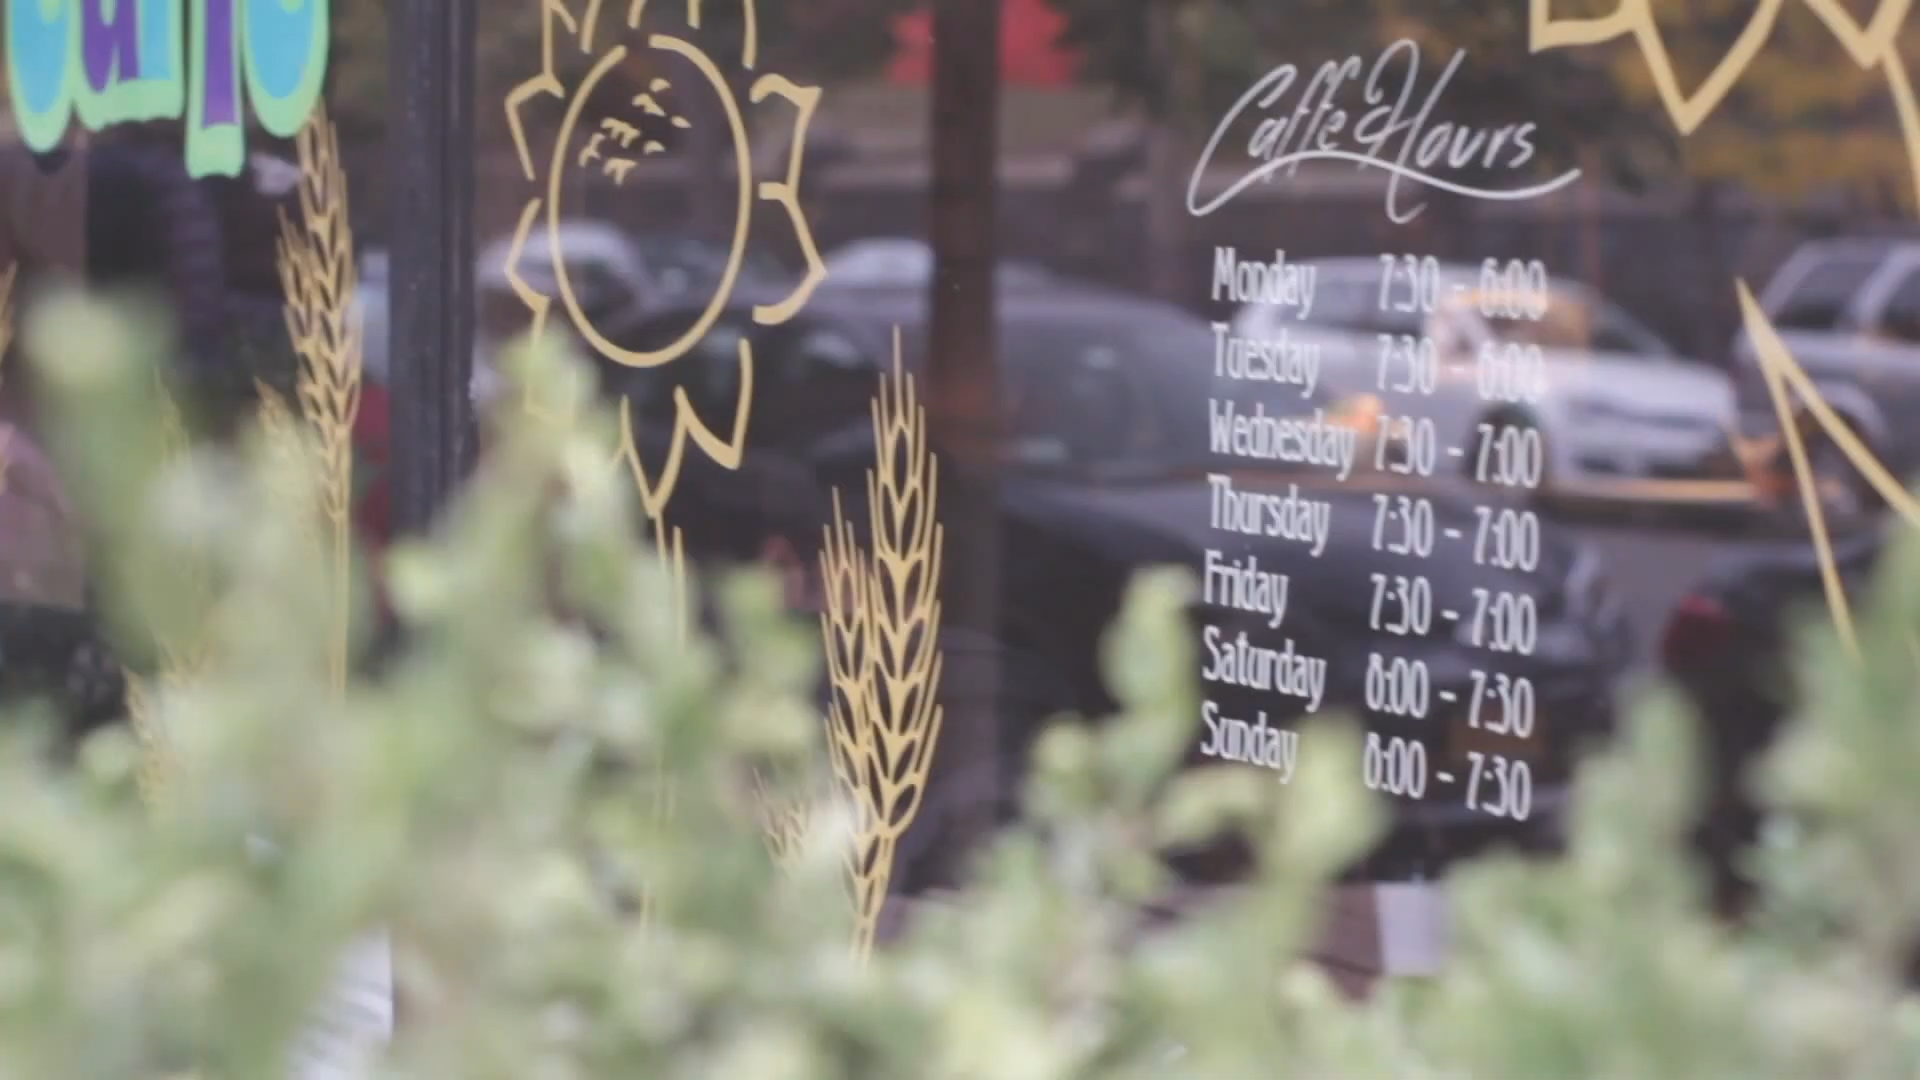 Caffe Hours
Monday 7:30 - 6:00
Tuesday 7:30 - 6:00
Wednesday 7:30 - 7:00
Thursday 7:30 - 7:00
Friday 7:30 - 7:00
Saturday 8:00 - 7:30
Sunday 8:00 - 7:30